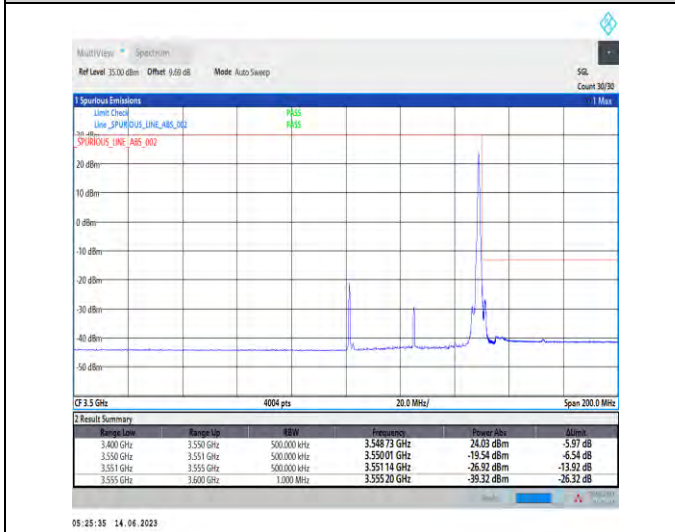 MultiView Spectrum
Ref Level 35.00 dBm Offset 9.69 dB Mode Auto Sweep SGL
Count 30/30
1 Spurious Emissions 1 Max
Limit Check PASS
Line _SPURIOUS_LINE_ABS_002 PASS
_SPURIOUS_LINE_ABS_002
20 dBm
10 dBm
0 dBm
-10 dBm
-20 dBm
-30 dBm
-40 dBm
-50 dBm
CF 3.5 GHz 4004 pts 20.0 MHz/ Span 200.0 MHz
2 Result Summary
Range Low Range Up RBW Frequency Power Abs ΔLimit
3.400 GHz 3.550 GHz 500.000 kHz 3.548 73 GHz 24.03 dBm -5.97 dB
3.550 GHz 3.551 GHz 500.000 kHz 3.550 01 GHz -19.54 dBm -6.54 dB
3.551 GHz 3.555 GHz 500.000 kHz 3.551 14 GHz -26.92 dBm -13.92 dB
3.555 GHz 3.600 GHz 1.000 MHz 3.555 20 GHz -39.32 dBm -26.32 dB
05:25:35 14.06.2023